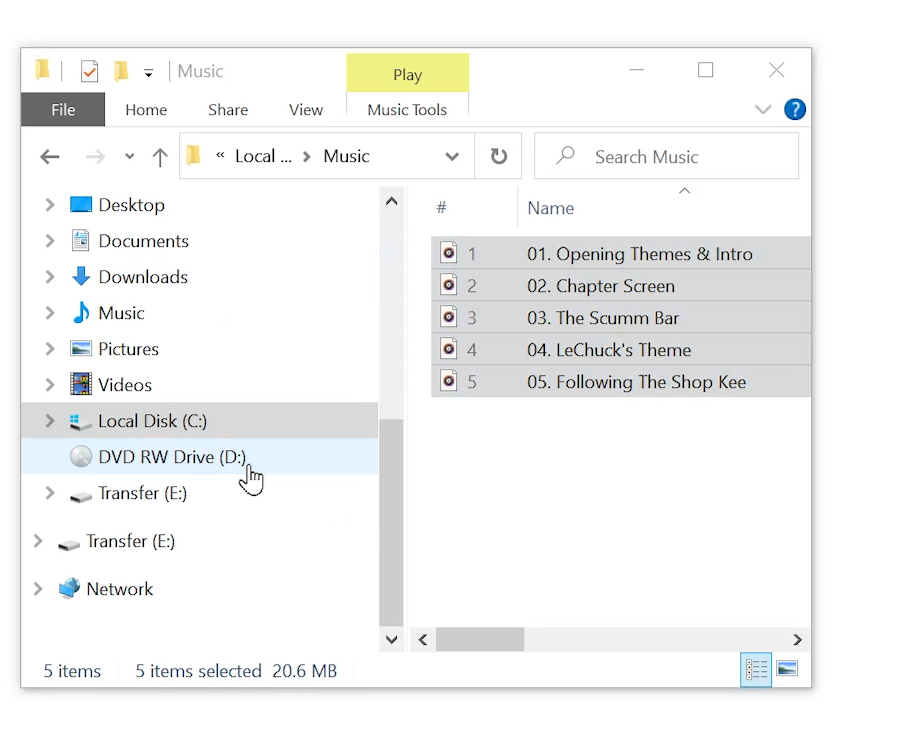 Music
Play
File
Home
Share
View
Music Tools
?
« Local ... > Music
Search Music
Desktop
Documents
Downloads
Music
Pictures
Videos
Local Disk (C:)
DVD RW Drive (D:)
Transfer (E:)
Transfer (E:)
Network
# Name
1 01. Opening Themes & Intro
2 02. Chapter Screen
3 03. The Scumm Bar
4 04. LeChuck's Theme
5 05. Following The Shop Kee
5 items 5 items selected 20.6 MB